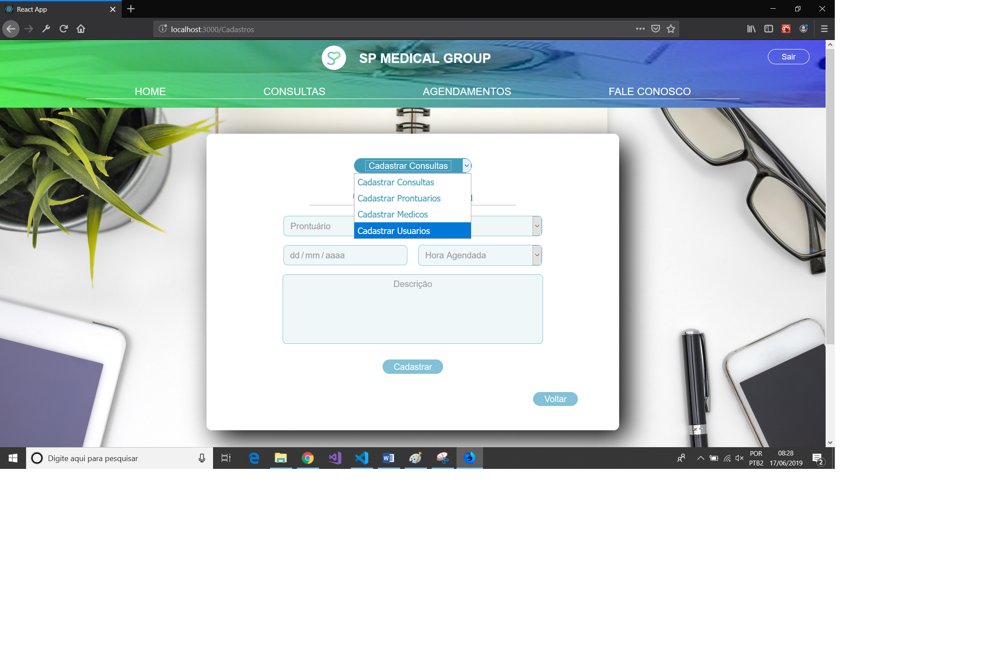 React App
localhost:3000/Cadastros
SP MEDICAL GROUP
Sair
HOME CONSULTAS AGENDAMENTOS FALE CONOSCO
Cadastrar Consultas
Cadastrar Consultas
Cadastrar Prontuarios
Cadastrar Medicos
Cadastrar Usuarios
Prontuário
dd/mm/aaaa Hora Agendada
Descrição
Cadastrar
Voltar
Digite aqui para pesquisar
POR 08:28
PTB2 17/06/2019 2